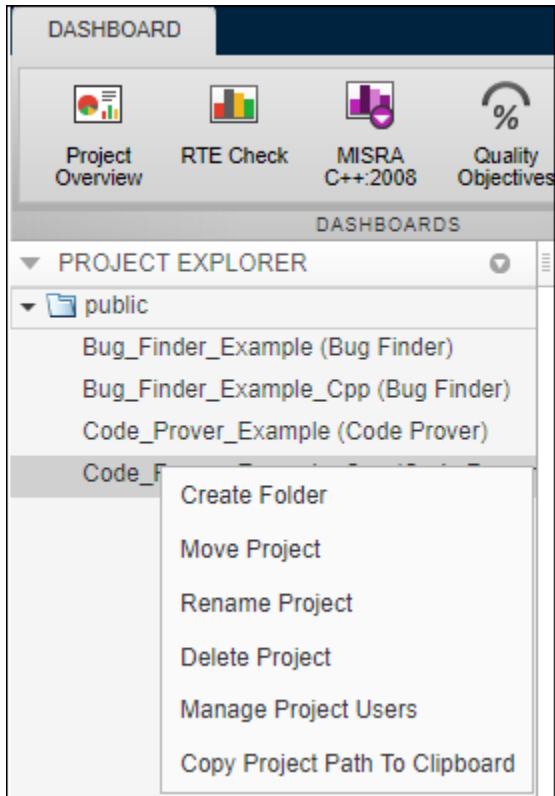 DASHBOARD
Project Overview
RTE Check
MISRA C++:2008
%
Quality Objectives
DASHBOARDS
PROJECT EXPLORER
public
Bug_Finder_Example (Bug Finder)
Bug_Finder_Example_Cpp (Bug Finder)
Code_Prover_Example (Code Prover)
Create Folder
Move Project
Rename Project
Delete Project
Manage Project Users
Copy Project Path To Clipboard